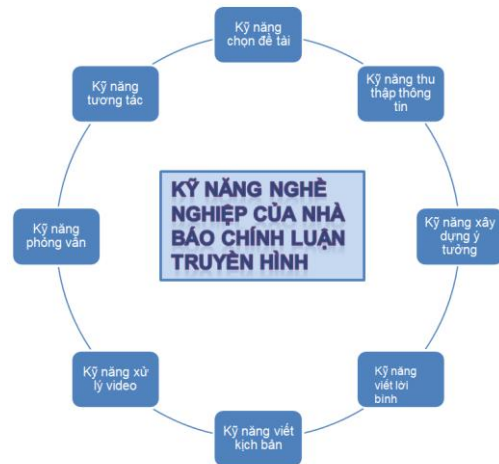 Kỹ năng
chọn đề tài
Kỹ năng thu
thập thông
tin
Kỹ năng xây
dựng ý
tưởng
Kỹ năng
viết lời
bình
Kỹ năng viết
kịch bản
Kỹ năng xử
lý video
Kỹ năng
phỏng vấn
Kỹ năng
tương tác
KỸ NĂNG NGHỀ
NGHIỆP CỦA NHÀ
BÁO CHÍNH LUẬN
TRUYỀN HÌNH